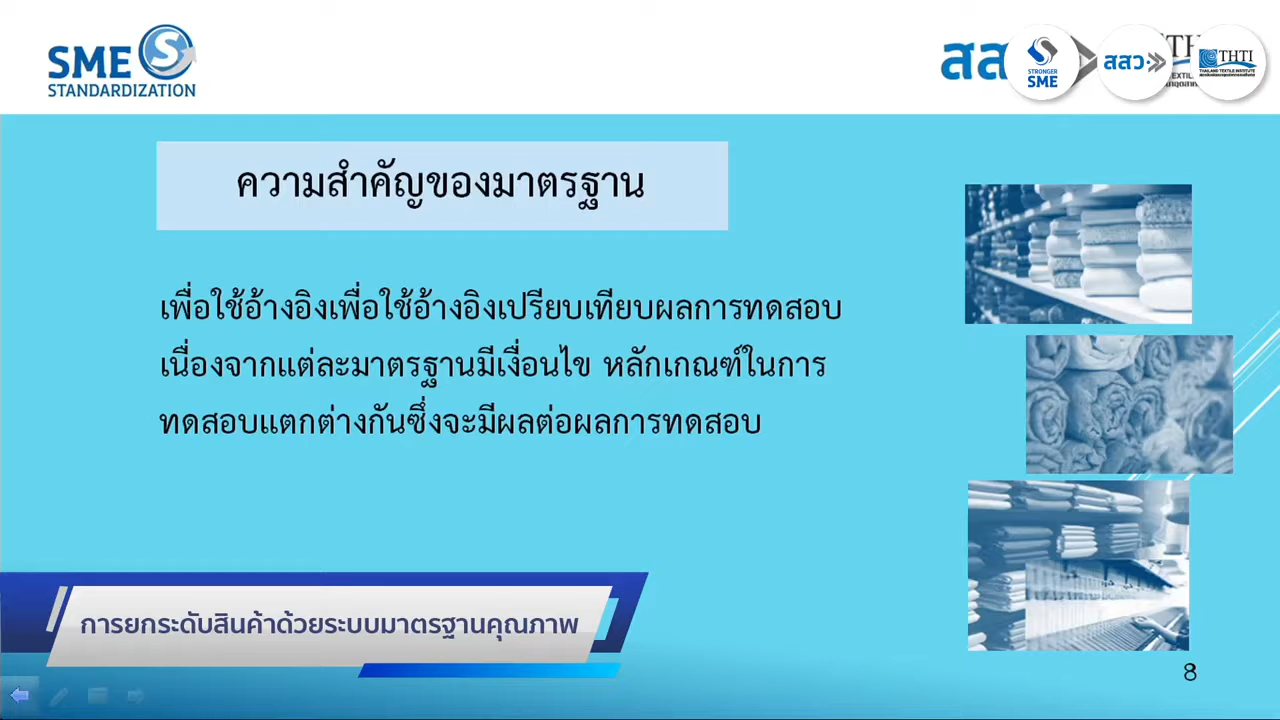 SME
STANDARDIZATION
สส
STRONGER
SME
สสว
THTI
THAILAND TEXTILE INSTITUTE
ความสำคัญของมาตรฐาน
เพื่อใช้อ้างอิงเพื่อใช้อ้างอิงเปรียบเทียบผลการทดสอบ
เนื่องจากแต่ละมาตรฐานมีเงื่อนไข หลักเกณฑ์ในการ
ทดสอบแตกต่างกันซึ่งจะมีผลต่อผลการทดสอบ
การยกระดับสินค้าด้วยระบบมาตรฐานคุณภาพ
8